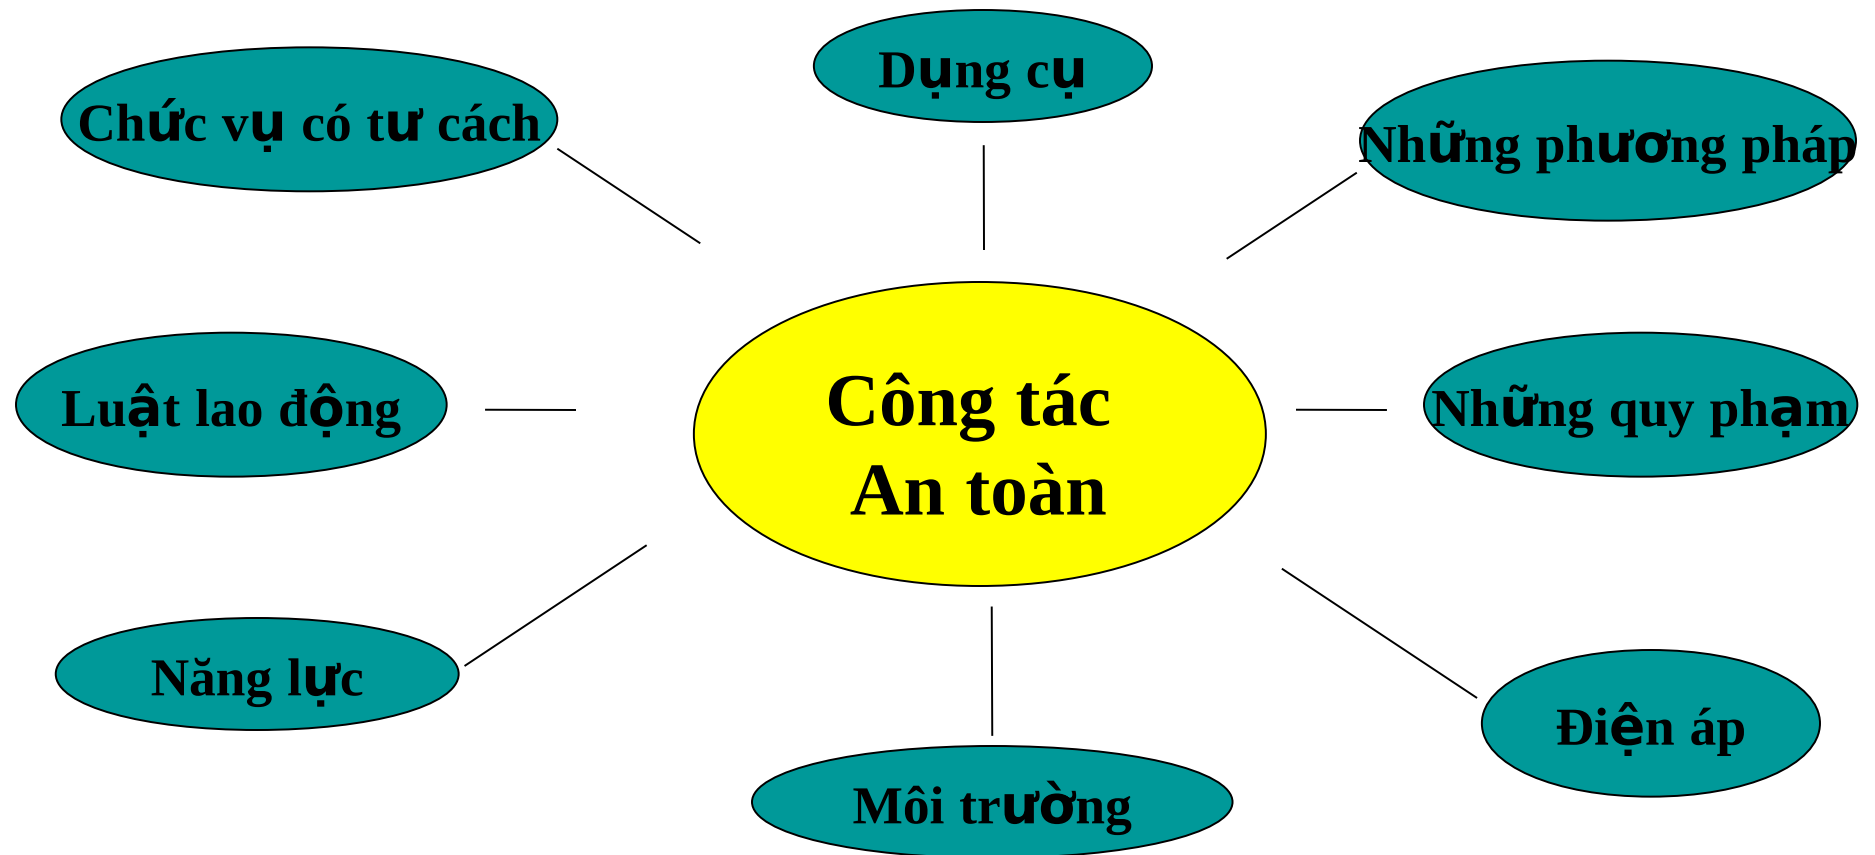 Dụng cụ
Chức vụ có tư cách
Những phương pháp
Công tác
An toàn
Luật lao động
Những quy phạm
Năng lực
Điện áp
Môi trường